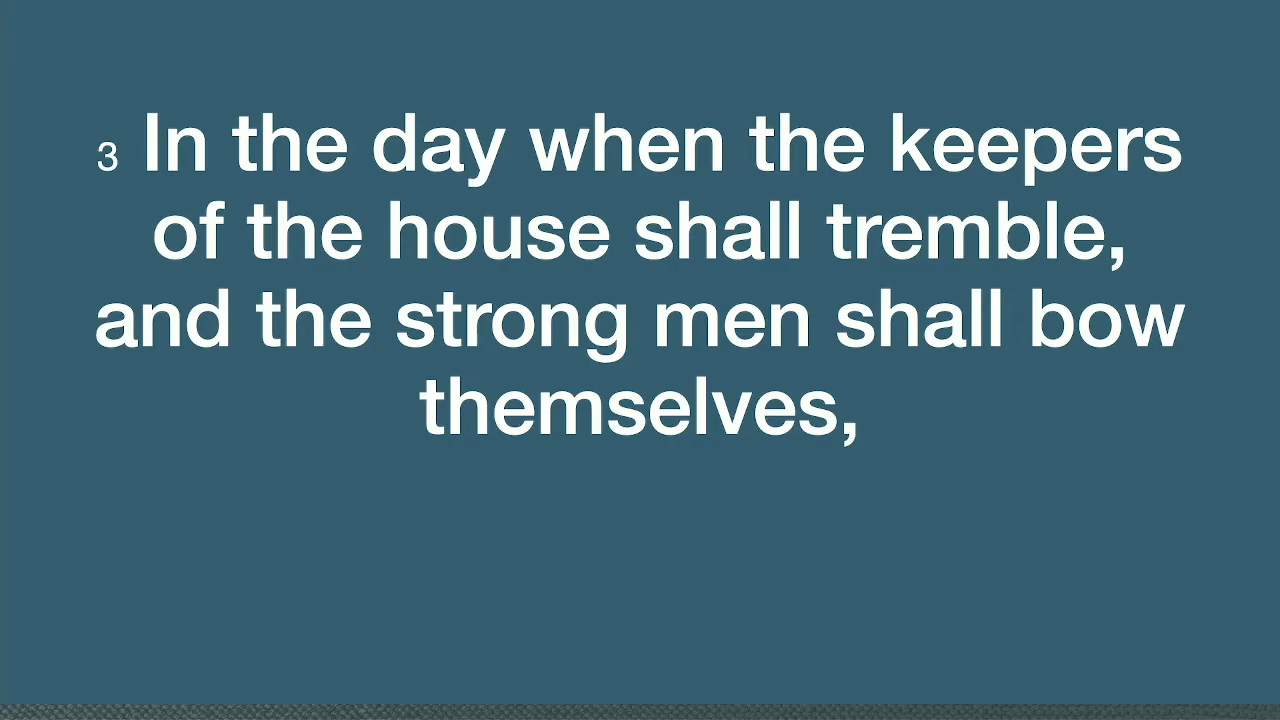 3 In the day when the keepers
of the house shall tremble,
and the strong men shall bow
themselves,